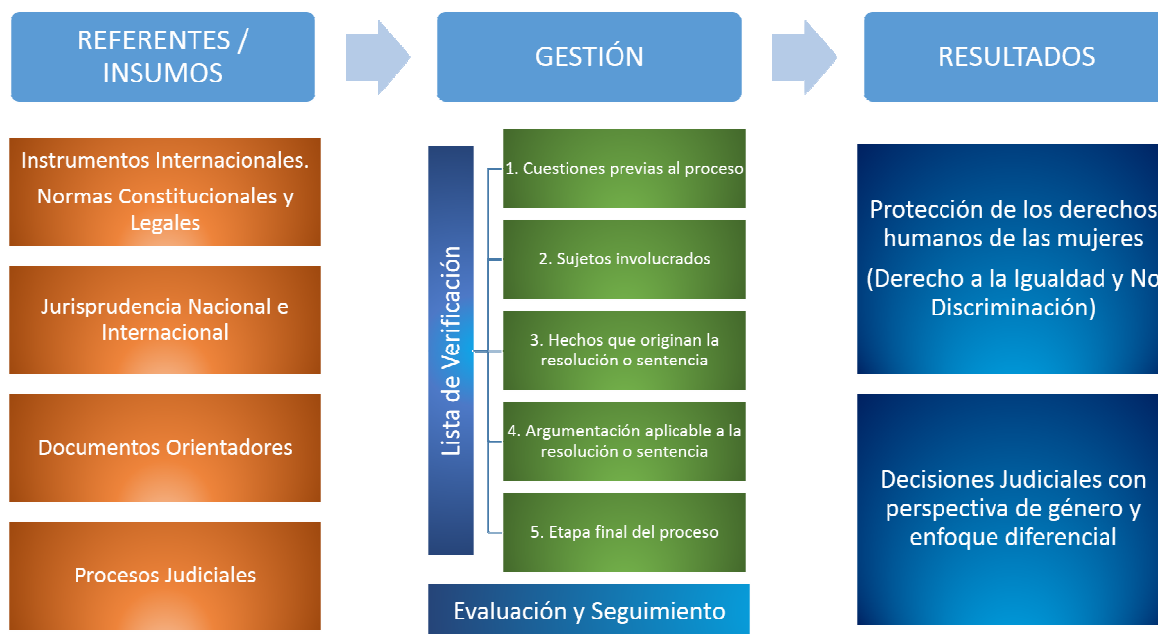 REFERENTES /
INSUMOS
GESTIÓN
RESULTADOS
Instrumentos Internacionales.
Normas Constitucionales y
Legales
Jurisprudencia Nacional e
Internacional
Documentos Orientadores
Procesos Judiciales
Lista de Verificación
1. Cuestiones previas al proceso
2. Sujetos involucrados
3. Hechos que originan la
resolución o sentencia
4. Argumentación aplicable a la
resolución o sentencia
5. Etapa final del proceso
Evaluación y Seguimiento
Protección de los derechos
humanos de las mujeres
(Derecho a la Igualdad y No
Discriminación)
Decisiones Judiciales con
perspectiva de género y
enfoque diferencial